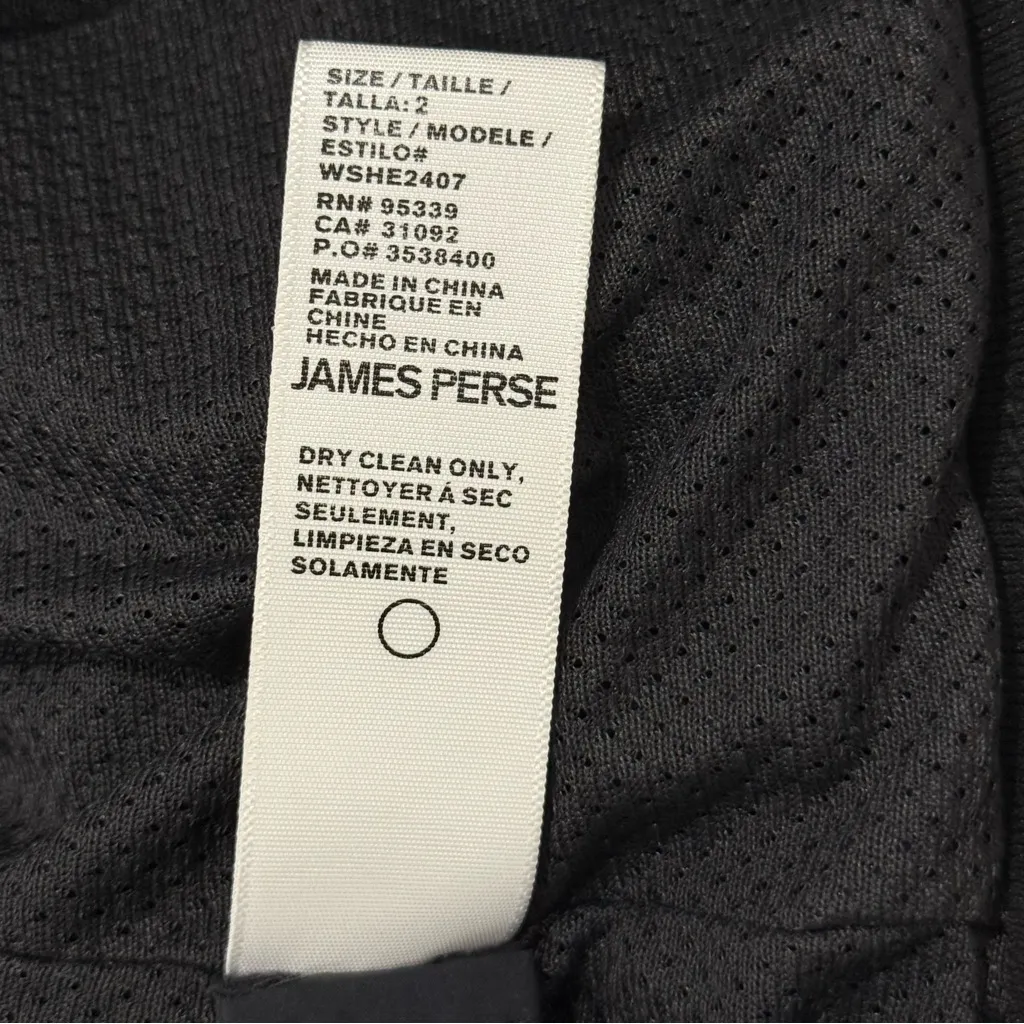 SIZE / TAILLE /
TALLA: 2
STYLE / MODELE /
ESTILO#
WSHE2407
RN# 95339
CA# 31092
P.O# 3538400
MADE IN CHINA
FABRIQUE EN
CHINE
HECHO EN CHINA
JAMES PERSE
DRY CLEAN ONLY,
NETTOYER Á SEC
SEULEMENT,
LIMPIEZA EN SECO
SOLAMENTE